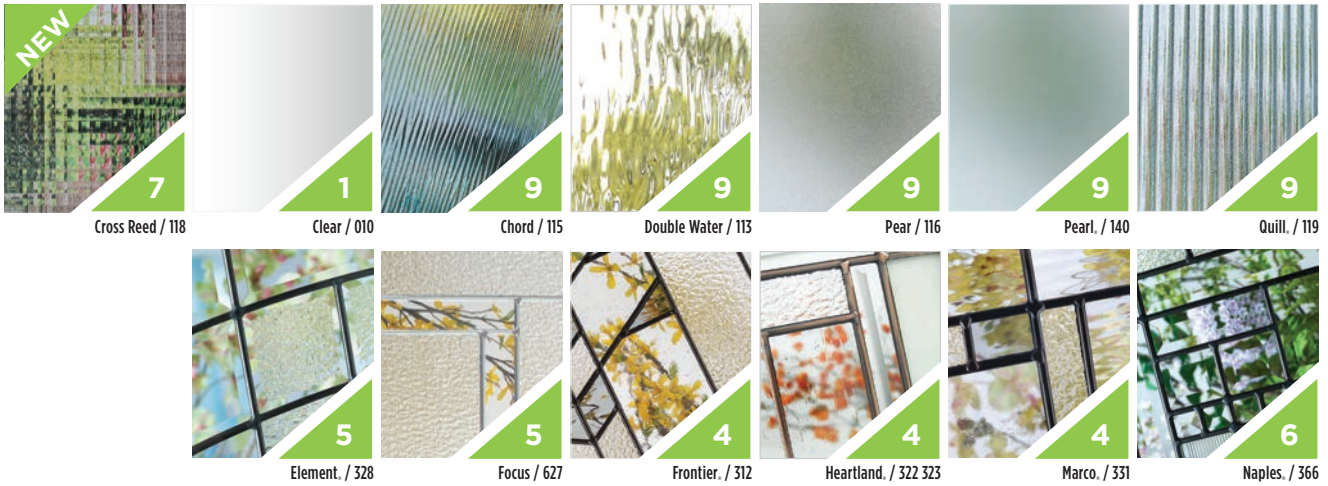 NEW
7
1
9
9
9
9
9
Cross Reed / 118
Clear / 010
Chord / 115
Double Water / 113
Pear / 116
Pearl® / 140
Quill® / 119
5
5
4
4
4
6
Element® / 328
Focus / 627
Frontier® / 312
Heartland® / 322 323
Marco® / 331
Naples® / 366